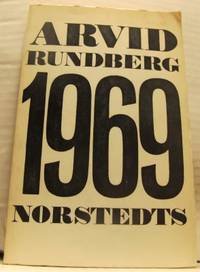 ARVID
RUNDBERG
1969
NORSTEDTS